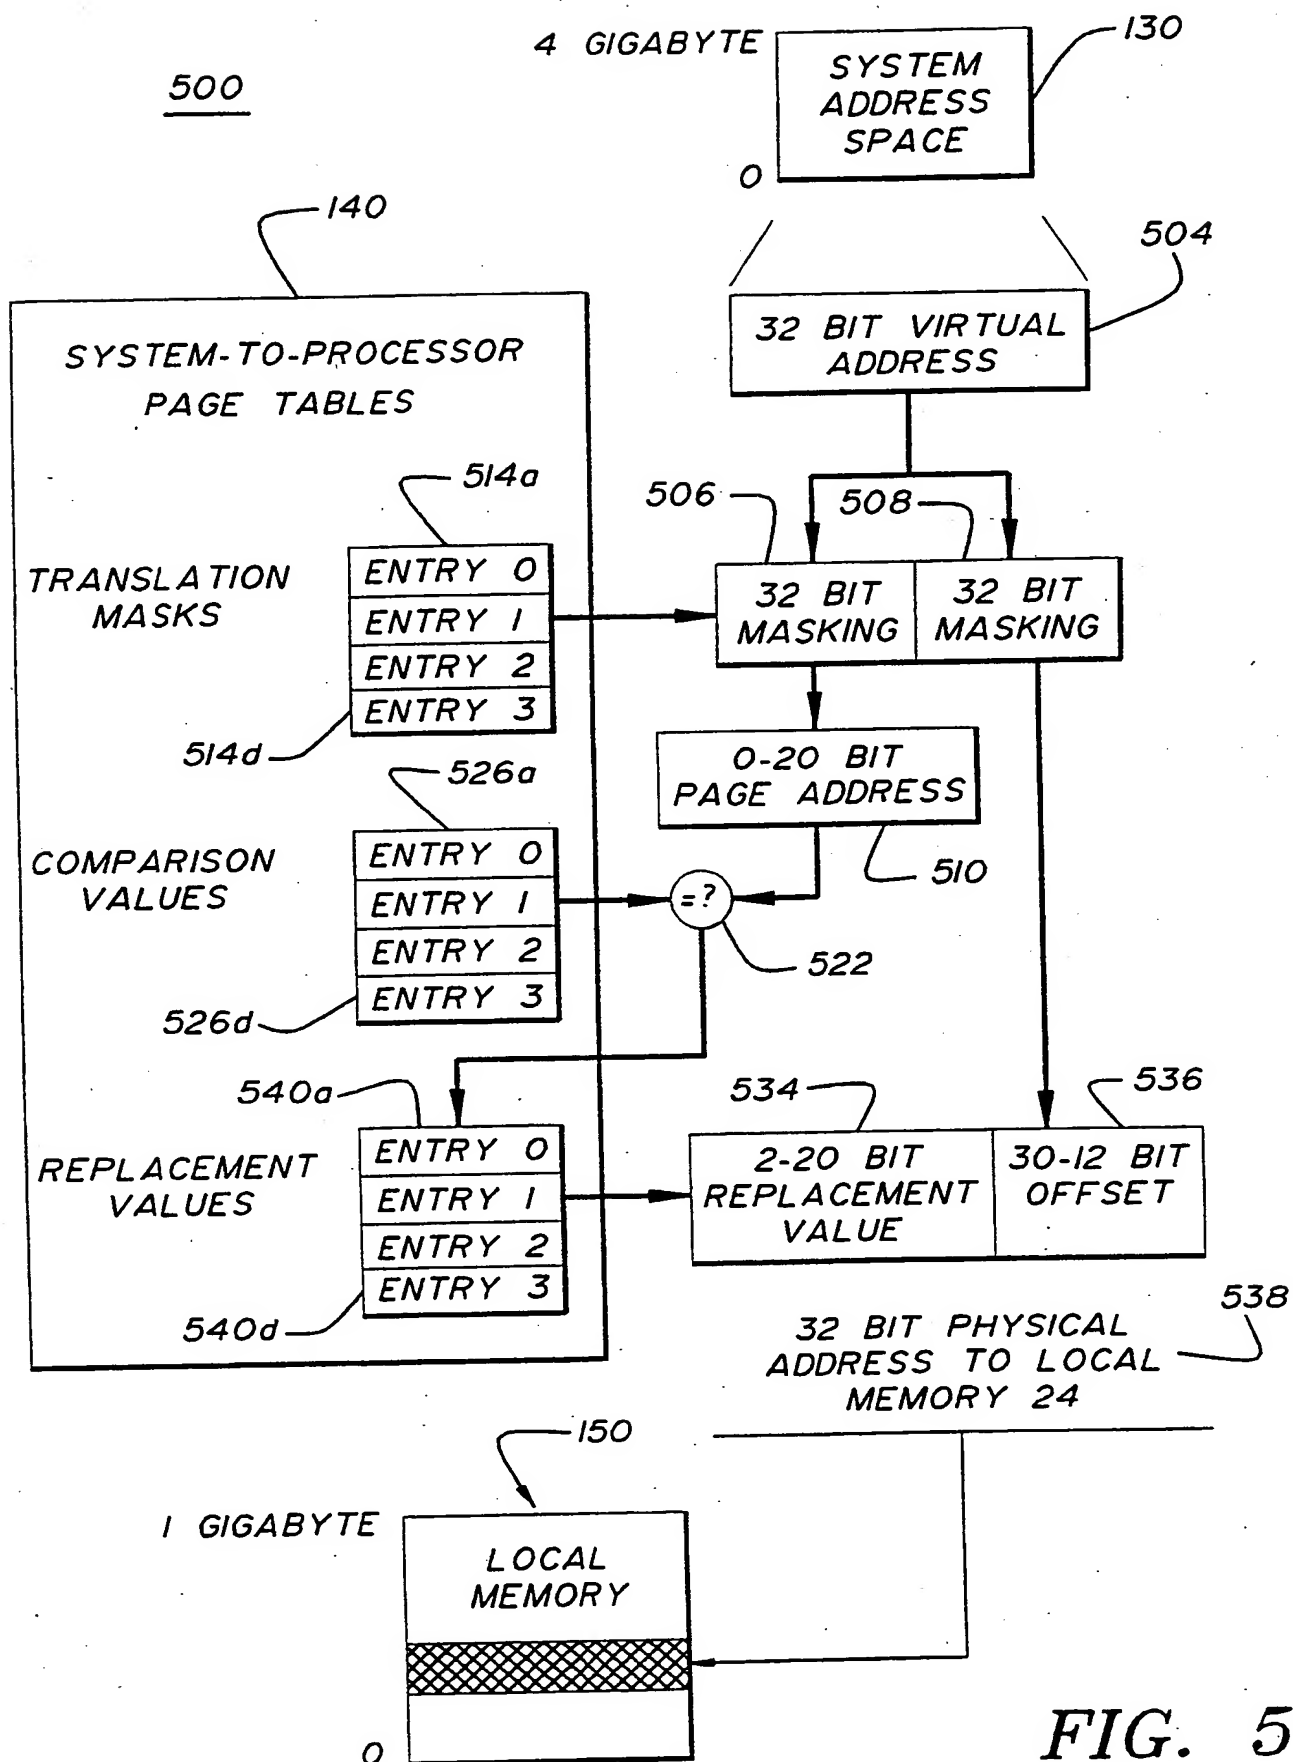 4 GIGABYTE
130
SYSTEM
ADDRESS
SPACE
0
500
140
504
32 BIT VIRTUAL
ADDRESS
SYSTEM-TO-PROCESSOR
PAGE TABLES
514a
506
508
TRANSLATION
MASKS
ENTRY 0
ENTRY 1
ENTRY 2
ENTRY 3
32 BIT
MASKING
32 BIT
MASKING
514d
0-20 BIT
PAGE ADDRESS
526a
510
COMPARISON
VALUES
ENTRY 0
ENTRY 1
ENTRY 2
ENTRY 3
=?
522
526d
540a
534
536
REPLACEMENT
VALUES
ENTRY 0
ENTRY 1
ENTRY 2
ENTRY 3
2-20 BIT
REPLACEMENT
VALUE
30-12 BIT
OFFSET
540d
538
32 BIT PHYSICAL
ADDRESS TO LOCAL
MEMORY 24
150
1 GIGABYTE
LOCAL
MEMORY
0
FIG. 5